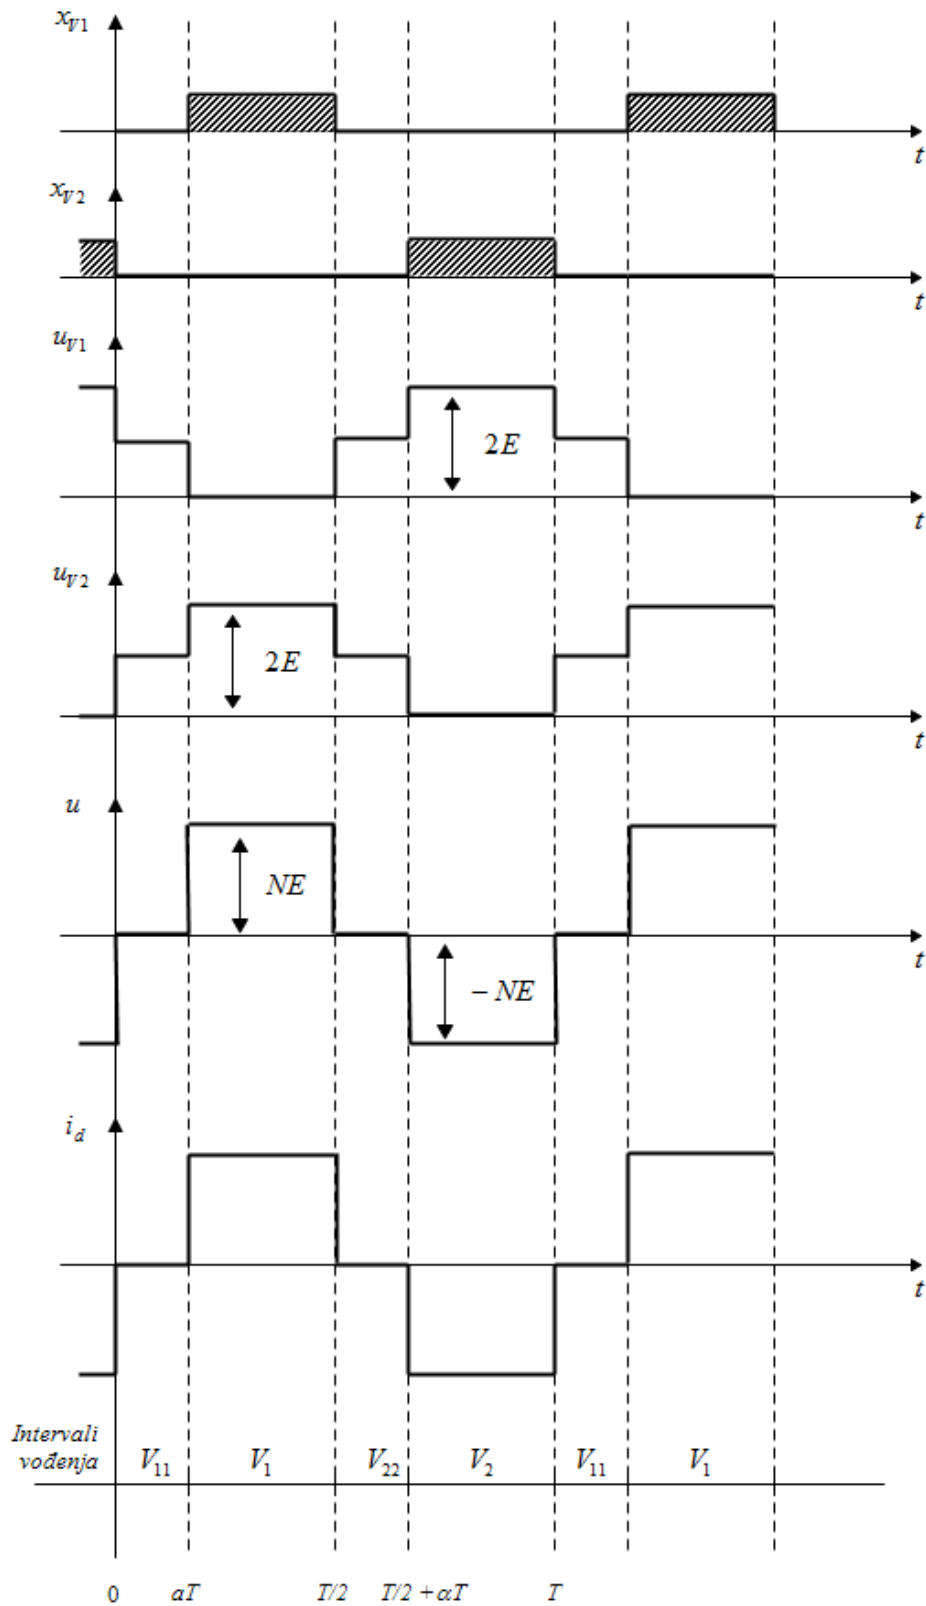 x_{V1}
t
x_{V2}
t
u_{V1}
2E
t
u_{V2}
2E
t
u
NE
t
– NE
i_d
t
Intervali
vođenja V_{11} V_1 V_{22} V_2 V_{11} V_1
0 αT T/2 T/2 + αT T